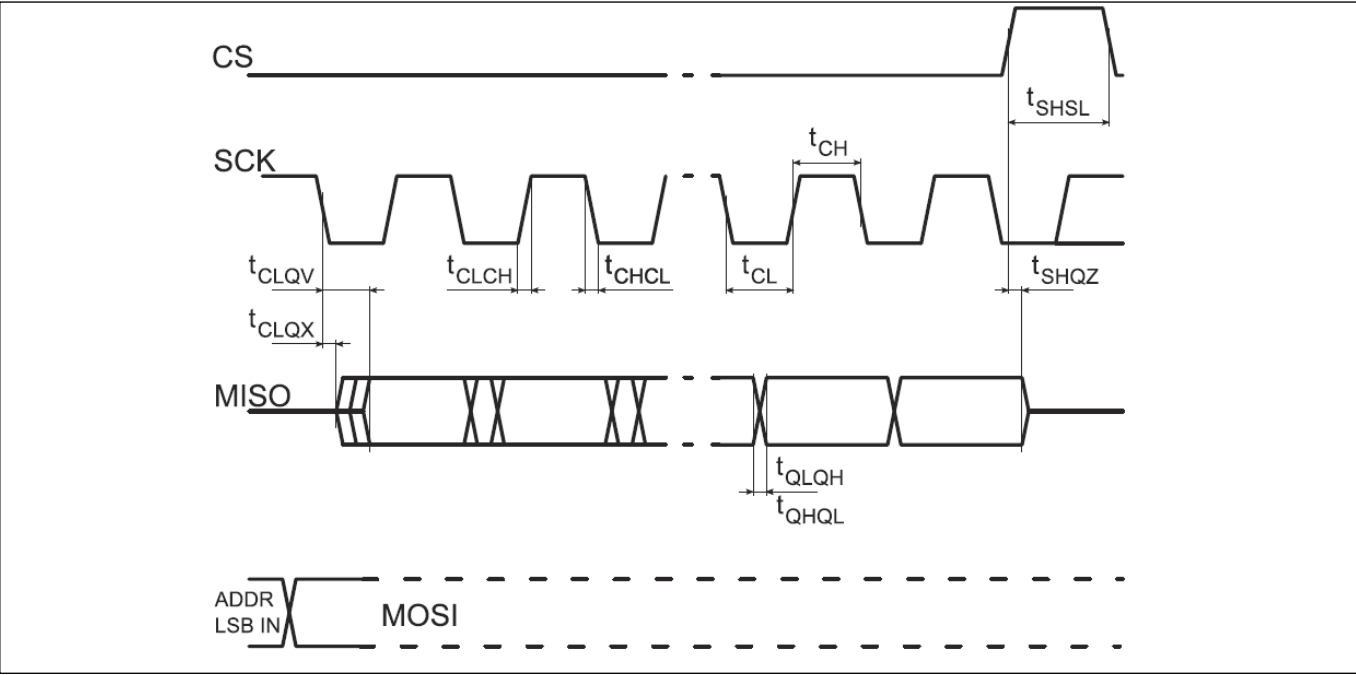 CS
tSHSL
tCH
SCK
tCLQV
tCLCH
tCHCL
tCL
tSHQZ
tCLQX
MISO
tQLQH
tQHQL
ADDR
LSB IN
MOSI